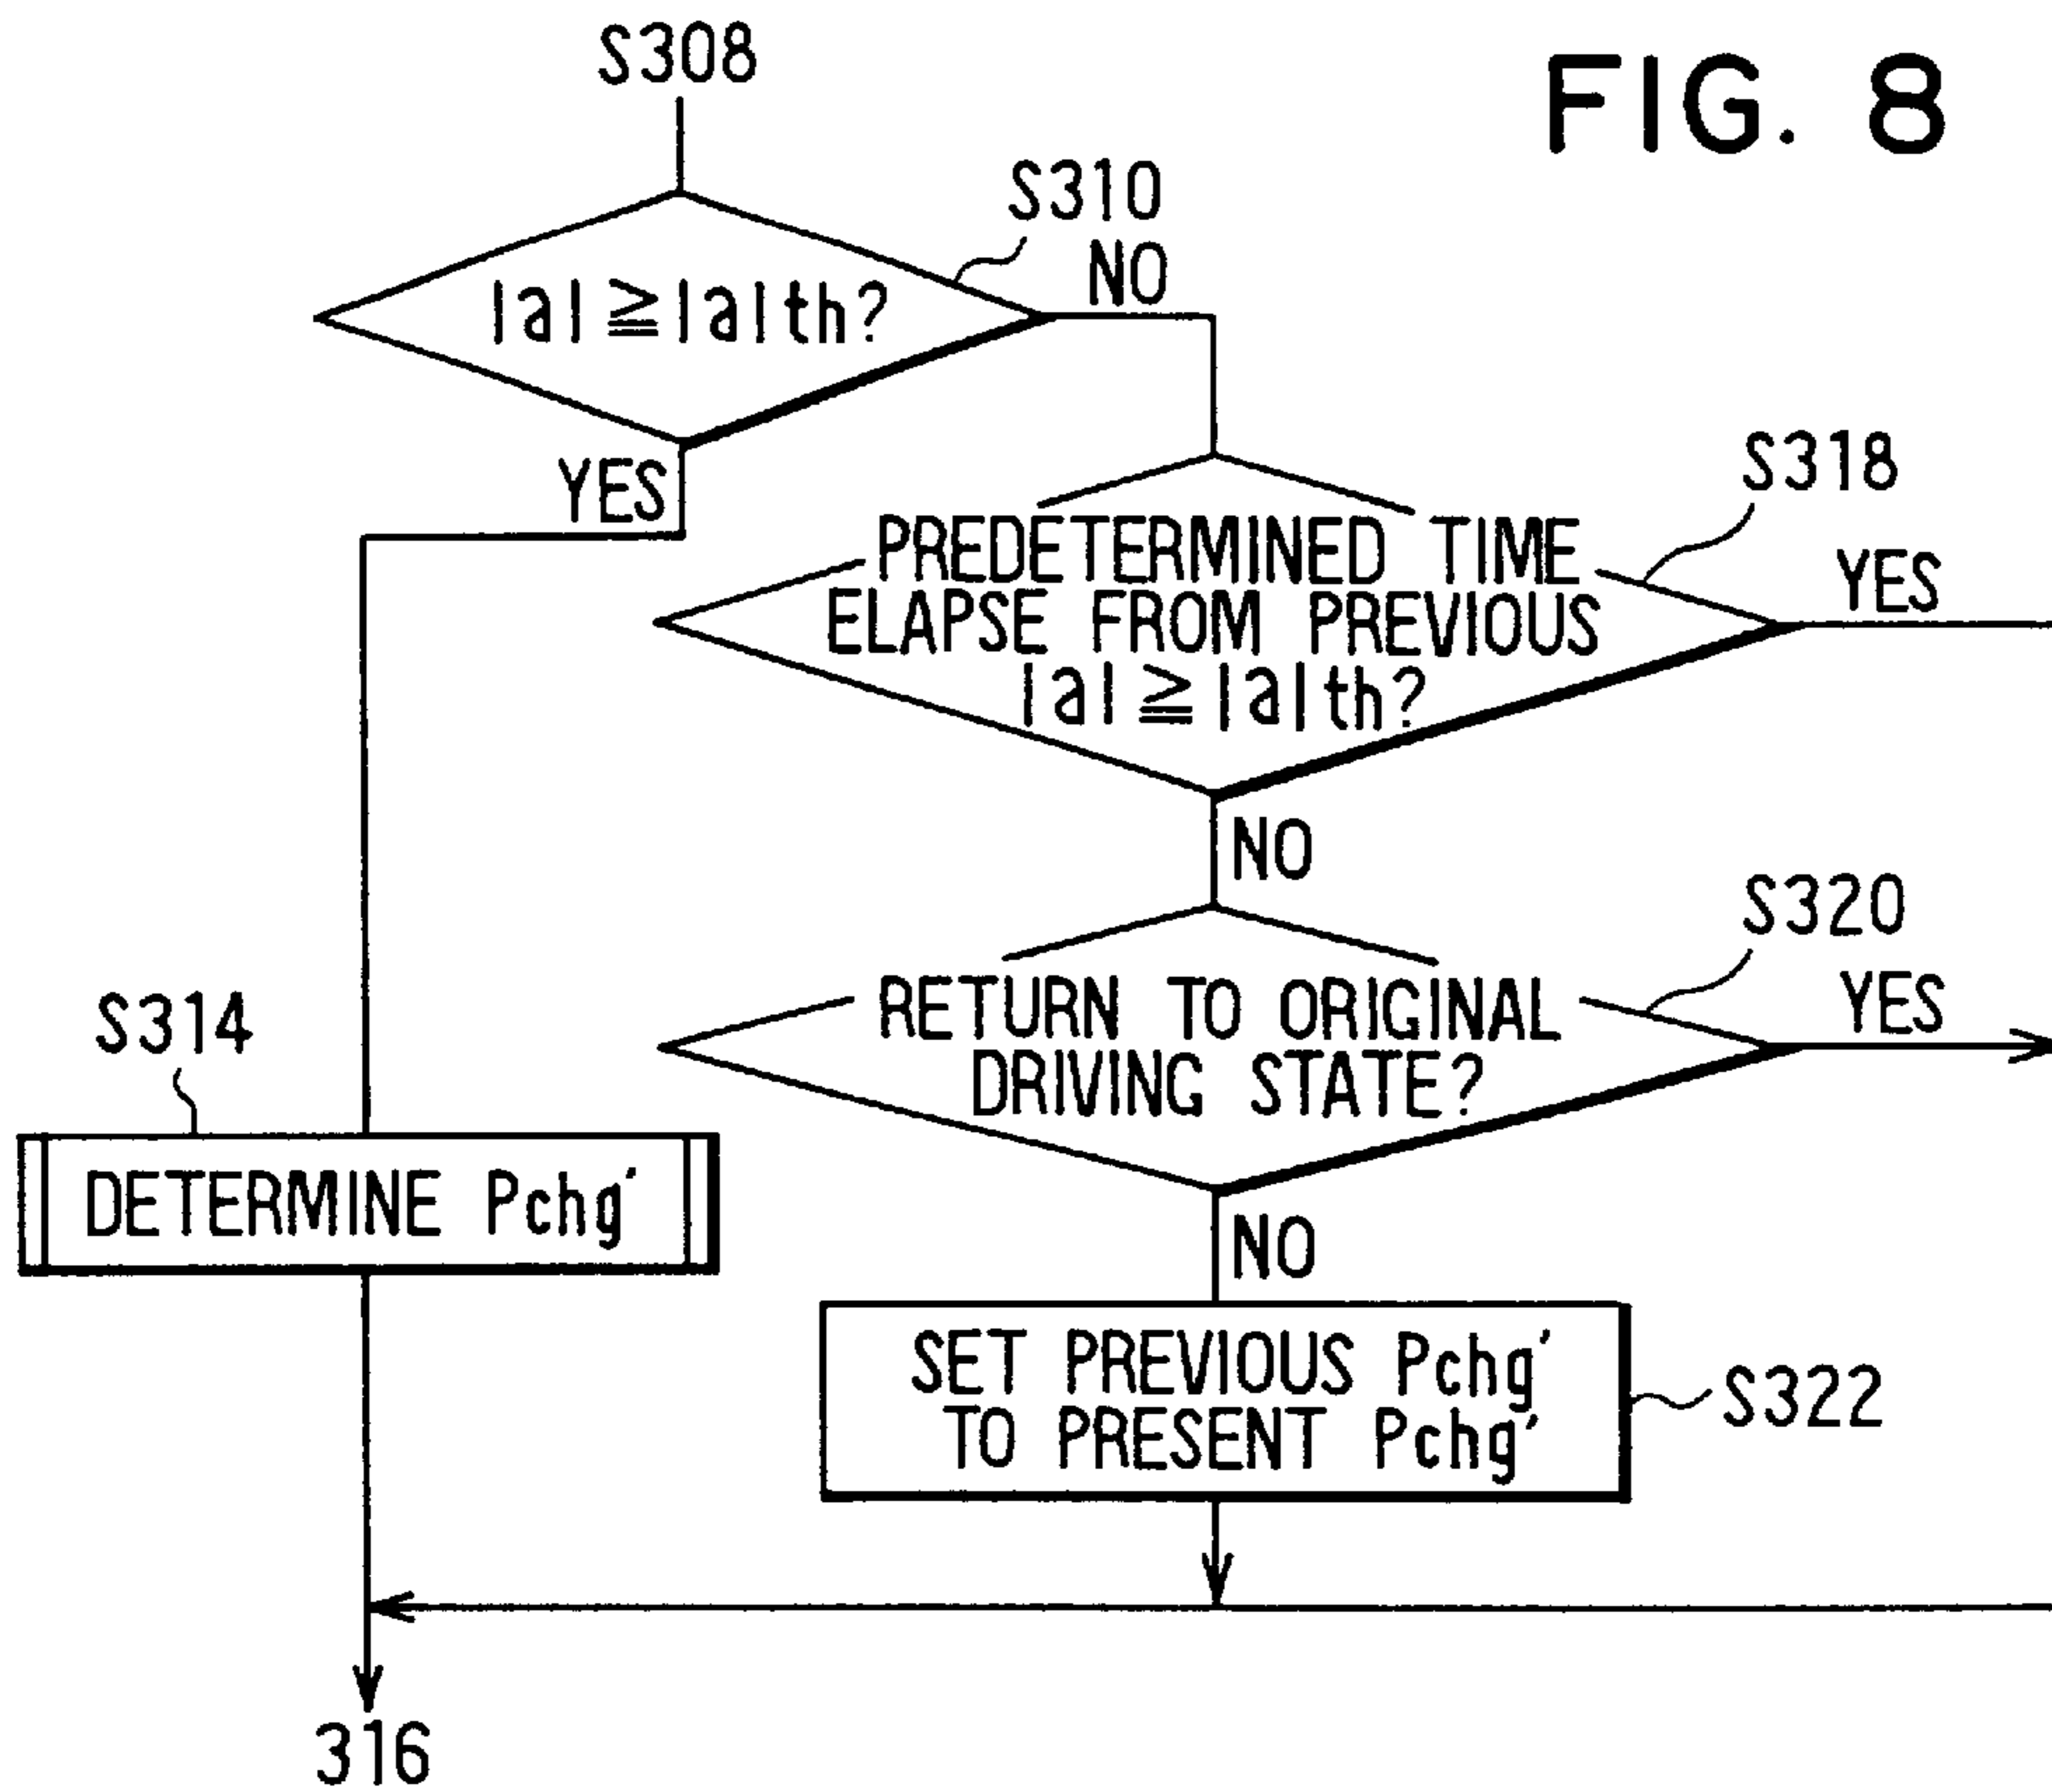 S308
FIG. 8
S310
NO
|a|≧|a|th?
YES
S318
PREDETERMINED TIME
ELAPSE FROM PREVIOUS
|a|≧|a|th?
YES
NO
S320
RETURN TO ORIGINAL
DRIVING STATE?
YES
S314
DETERMINE Pchg'
NO
SET PREVIOUS Pchg'
TO PRESENT Pchg'
S322
316